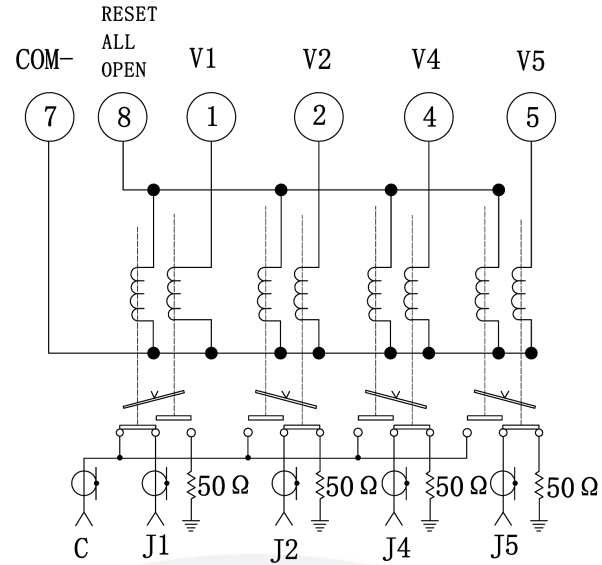 RESET
ALL
OPEN
COM- V1 V2 V4 V5
7 8 1 2 4 5
50 Ω 50 Ω 50 Ω 50 Ω
C J1 J2 J4 J5